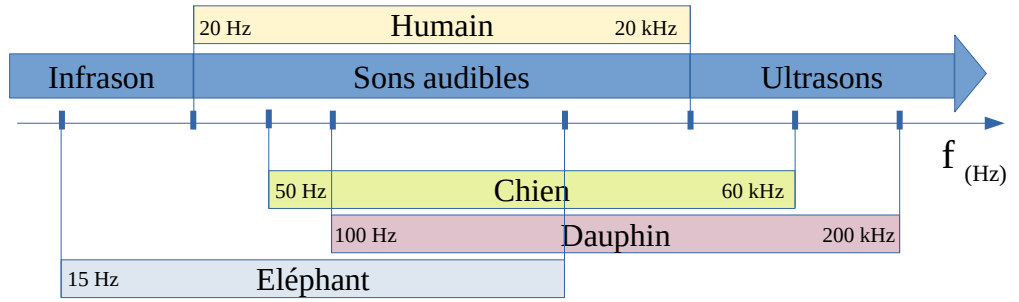 20 Hz Humain 20 kHz
Infrason Sons audibles Ultrasons
f (Hz)
50 Hz Chien 60 kHz
100 Hz Dauphin 200 kHz
15 Hz Eléphant